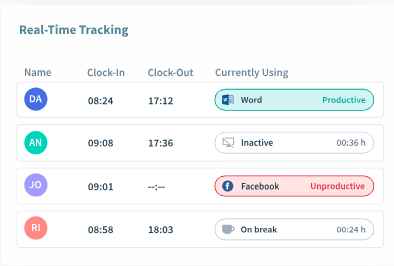 Real-Time Tracking
Name Clock-In Clock-Out Currently Using
DA 08:24 17:12 Word Productive
AN 09:08 17:36 Inactive 00:36 h
JO 09:01 --:-- Facebook Unproductive
RI 08:58 18:03 On break 00:24 h